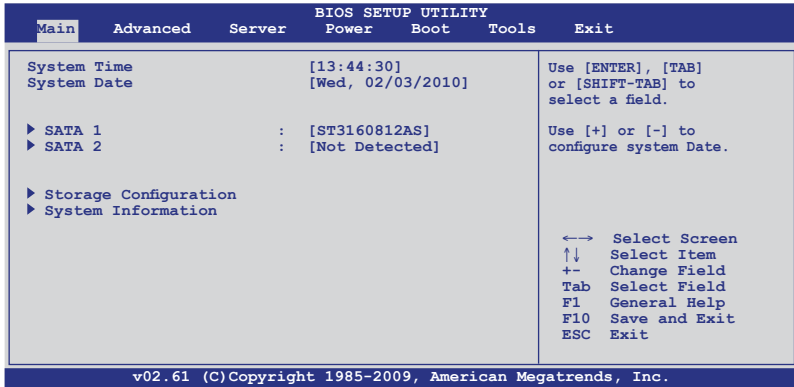 BIOS SETUP UTILITY
Main Advanced Server Power Boot Tools Exit
System Time [13:44:30]
System Date [Wed, 02/03/2010]
SATA 1 : [ST3160812AS]
SATA 2 : [Not Detected]
Storage Configuration
System Information
Use [ENTER], [TAB]
or [SHIFT-TAB] to
select a field.
Use [+] or [-] to
configure system Date.
←→ Select Screen
↑↓ Select Item
+- Change Field
Tab Select Field
F1 General Help
F10 Save and Exit
ESC Exit
v02.61 (C)Copyright 1985-2009, American Megatrends, Inc.